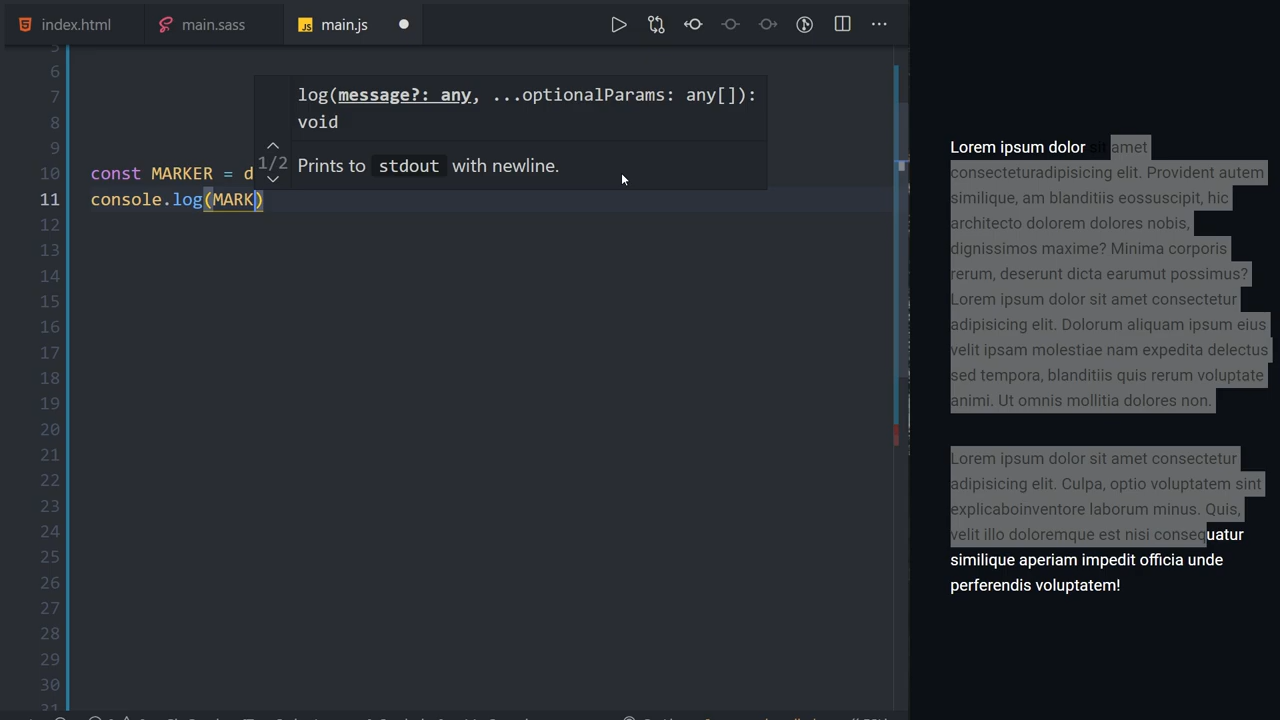 index.html
main.sass
JS main.js
5
6
7
8
9
10 const MARKER = d
11 console.log(MARK)
12
13
14
15
16
17
18
19
20
21
22
23
24
25
26
27
28
29
30
31
log(message?: any, ...optionalParams: any[]):
void
1/2
Prints to stdout with newline.
Lorem ipsum dolor sit amet
consecteturadipisicing elit. Provident autem
similique, am blanditiis eossuscipit, hic
architecto dolorem dolores nobis,
dignissimos maxime? Minima corporis
rerum, deserunt dicta earumut possimus?
Lorem ipsum dolor sit amet consectetur
adipisicing elit. Dolorum aliquam ipsum eius
velit ipsam molestiae nam expedita delectus
sed tempora, blanditiis quis rerum voluptate
animi. Ut omnis mollitia dolores non.
Lorem ipsum dolor sit amet consectetur
adipisicing elit. Culpa, optio voluptatem sint
explicaboinventore laborum minus. Quis,
velit illo doloremque est nisi consequatur
similique aperiam impedit officia unde
perferendis voluptatem!